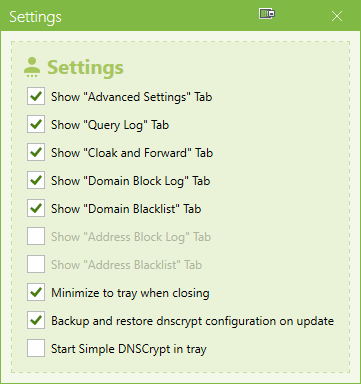 Settings
Settings
Show "Advanced Settings" Tab
Show "Query Log" Tab
Show "Cloak and Forward" Tab
Show "Domain Block Log" Tab
Show "Domain Blacklist" Tab
Show "Address Block Log" Tab
Show "Address Blacklist" Tab
Minimize to tray when closing
Backup and restore dnscrypt configuration on update
Start Simple DNSCrypt in tray